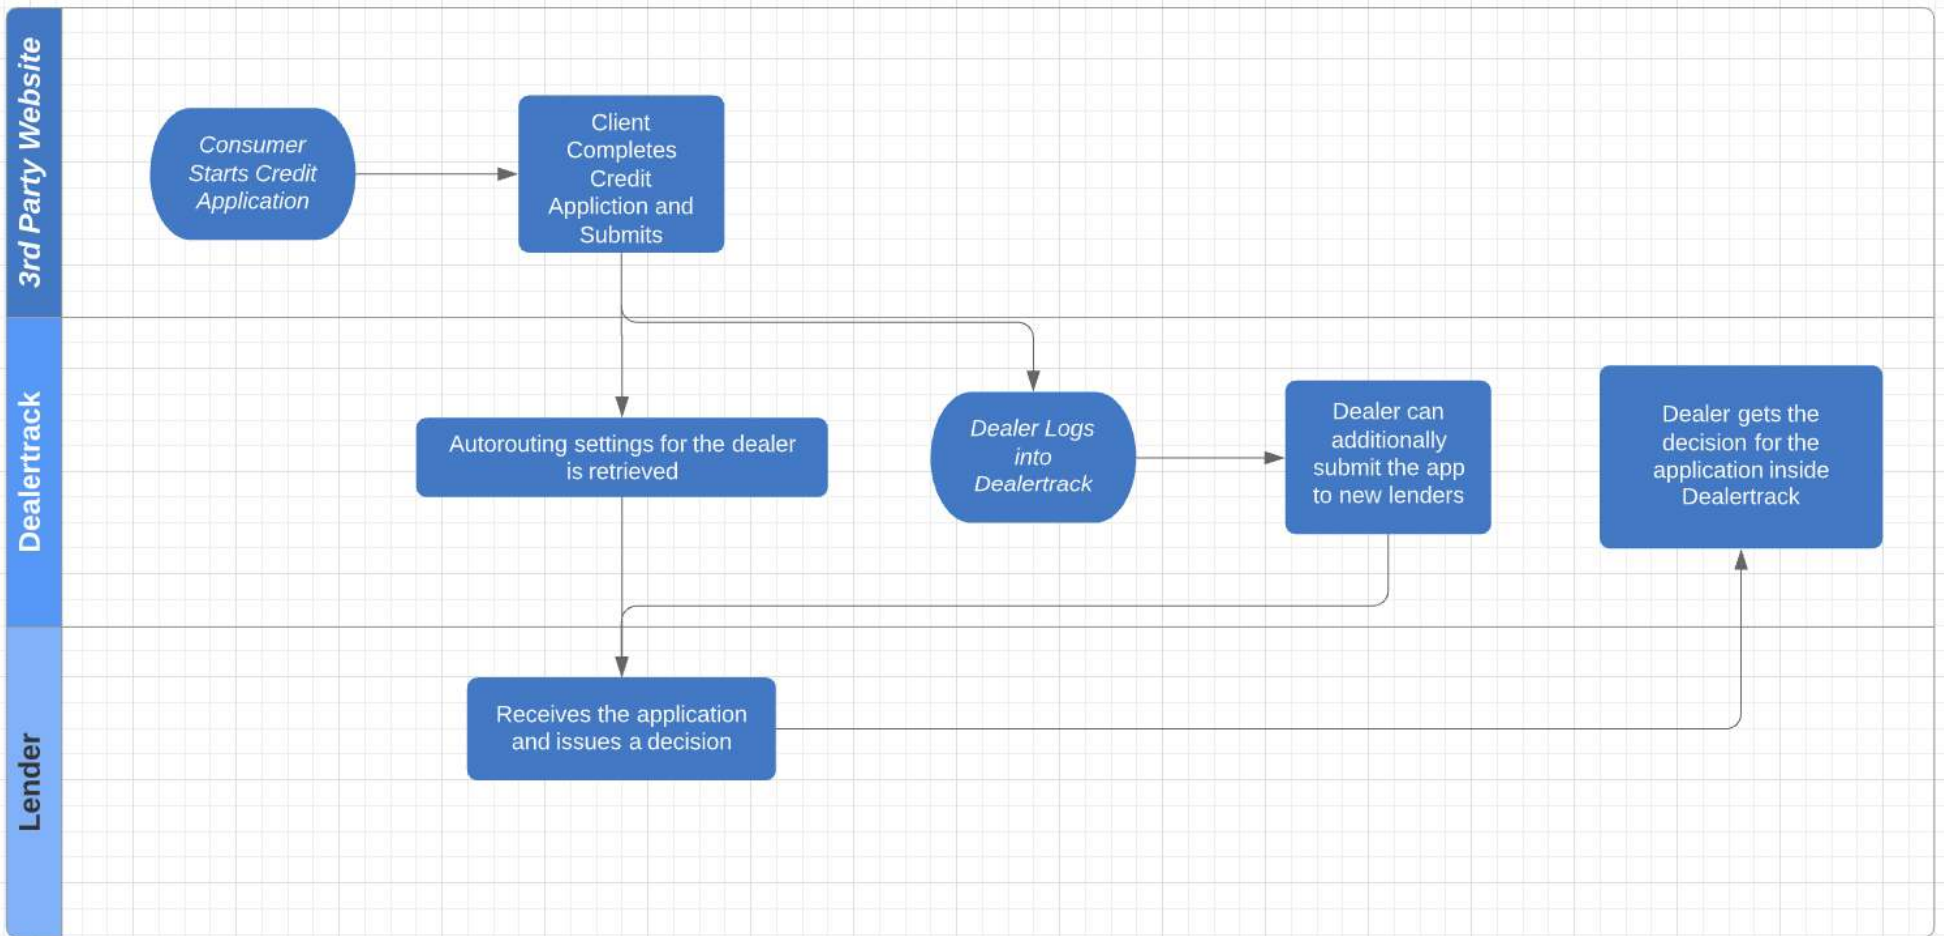 3rd Party Website
Consumer
Starts Credit
Application
Client
Completes
Credit
Appliction and
Submits
Dealertrack
Autorouting settings for the dealer
is retrieved
Dealer Logs
into
Dealertrack
Dealer can
additionally
submit the app
to new lenders
Dealer gets the
decision for the
application inside
Dealertrack
Lender
Receives the application
and issues a decision